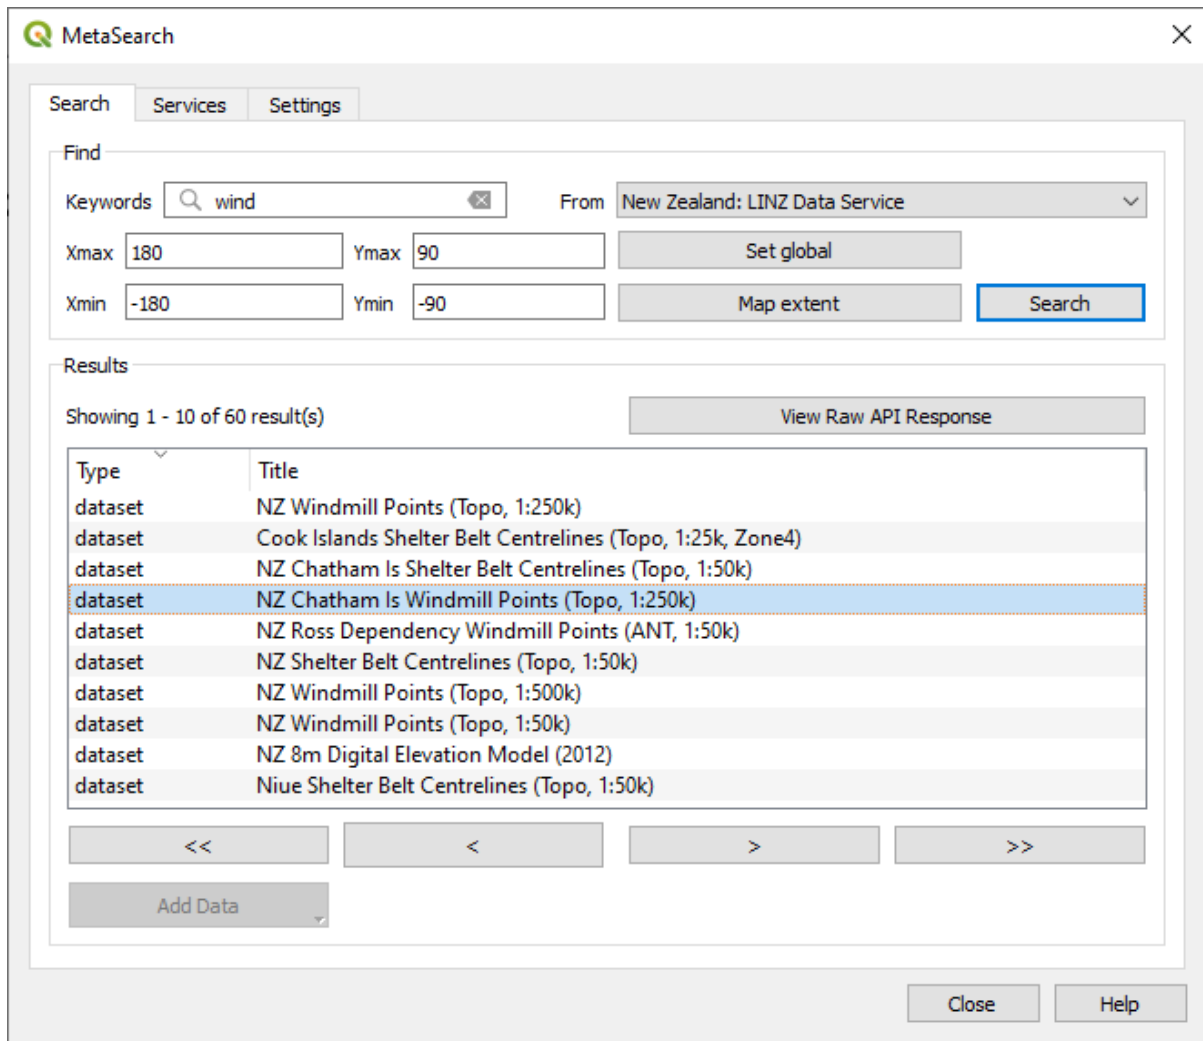 MetaSearch
Search Services Settings
Find
Keywords wind From New Zealand: LINZ Data Service
Xmax 180 Ymax 90 Set global
Xmin -180 Ymin -90 Map extent Search
Results
Showing 1 - 10 of 60 result(s) View Raw API Response
Type Title
dataset NZ Windmill Points (Topo, 1:250k)
dataset Cook Islands Shelter Belt Centrelines (Topo, 1:25k, Zone4)
dataset NZ Chatham Is Shelter Belt Centrelines (Topo, 1:50k)
dataset NZ Chatham Is Windmill Points (Topo, 1:250k)
dataset NZ Ross Dependency Windmill Points (ANT, 1:50k)
dataset NZ Shelter Belt Centrelines (Topo, 1:50k)
dataset NZ Windmill Points (Topo, 1:500k)
dataset NZ Windmill Points (Topo, 1:50k)
dataset NZ 8m Digital Elevation Model (2012)
dataset Niue Shelter Belt Centrelines (Topo, 1:50k)
<< < > >>
Add Data
Close Help